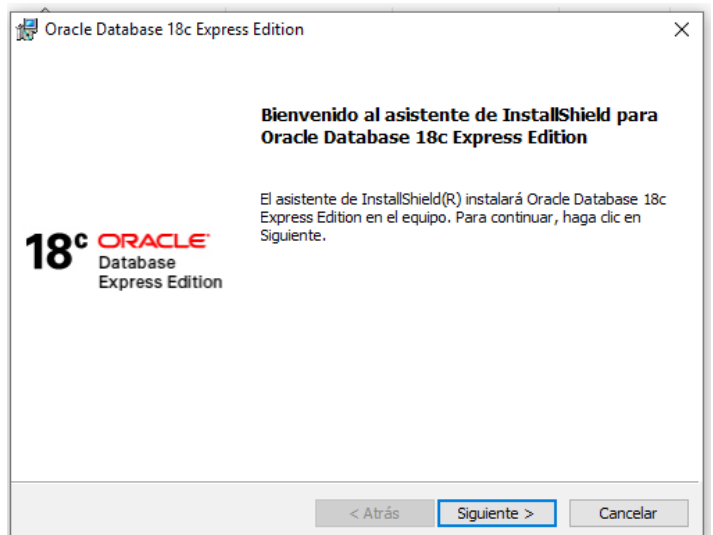 Oracle Database 18c Express Edition
Bienvenido al asistente de InstallShield para
Oracle Database 18c Express Edition
El asistente de InstallShield(R) instalará Oracle Database 18c
Express Edition en el equipo. Para continuar, haga clic en
Siguiente.
18c ORACLE
Database
Express Edition
< Atrás
Siguiente >
Cancelar